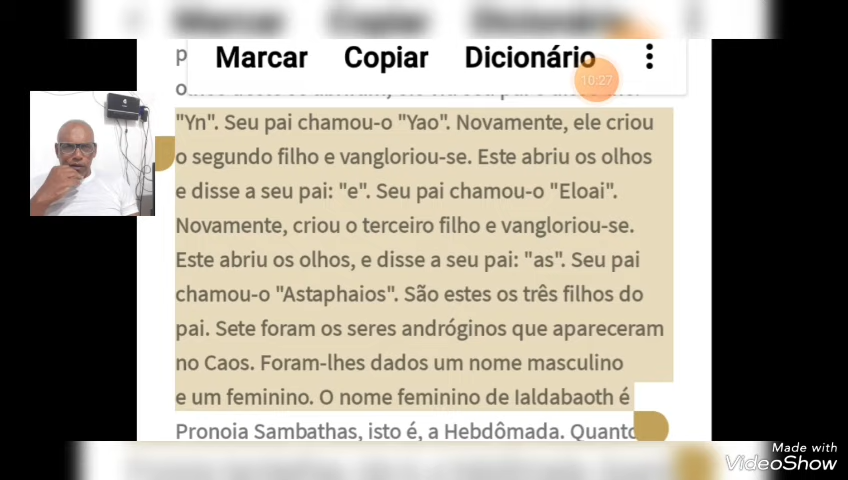 Marcar Copiar Dicionário
10:27
"Yn". Seu pai chamou-o "Yao". Novamente, ele criou
o segundo filho e vangloriou-se. Este abriu os olhos
e disse a seu pai: "e". Seu pai chamou-o "Eloai".
Novamente, criou o terceiro filho e vangloriou-se.
Este abriu os olhos, e disse a seu pai: "as". Seu pai
chamou-o "Astaphaios". São estes os três filhos do
pai. Sete foram os seres andróginos que apareceram
no Caos. Foram-lhes dados um nome masculino
e um feminino. O nome feminino de Ialdabaoth é
Pronoia Sambathas, isto é, a Hebdômada. Quanto
Made with
VideoShow